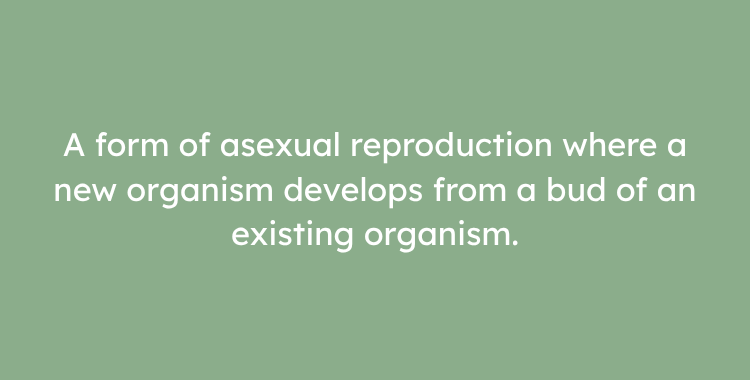 A form of asexual reproduction where a
new organism develops from a bud of an
existing organism.